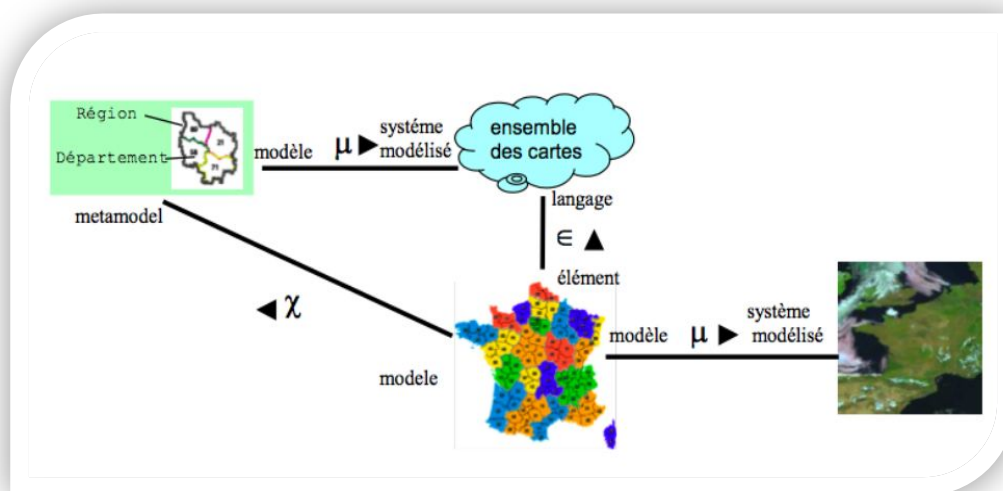 Région
Département
metamodel
modèle
μ ▶
systéme
modélisé
ensemble
des cartes
langage
∈ ▲
élément
◀ χ
modele
modèle
μ ▶
système
modélisé